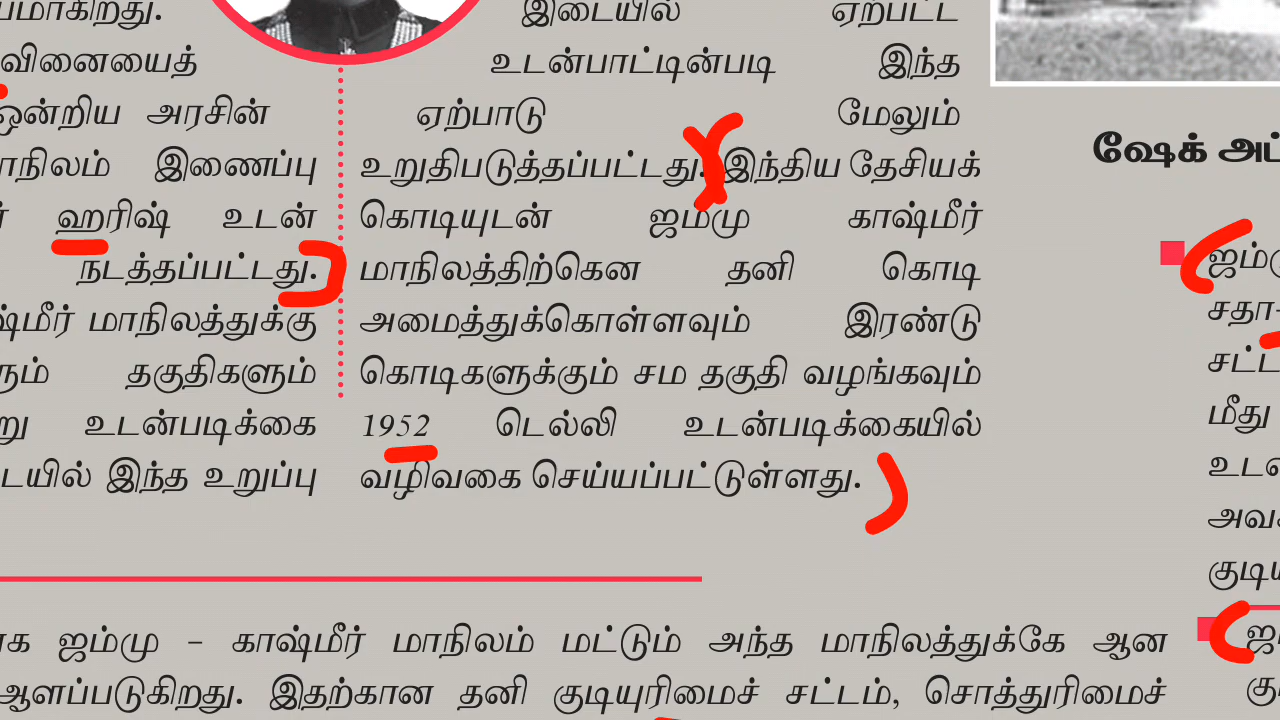 வினையைத்
ஒன்றிய அரசின்
இணைப்பு
ஹரிஷ் உடன்
நடத்தப்பட்டது.
மாநிலத்துக்கு
தகுதிகளும்
உடன்படிக்கை
இந்த உறுப்பு
இடையில் ஏற்பட்ட
உடன்பாட்டின்படி இந்த
ஏற்பாடு மேலும்
உறுதிபடுத்தப்பட்டது. இந்திய தேசியக்
கொடியுடன் ஜம்மு காஷ்மீர்
மாநிலத்திற்கென தனி கொடி
அமைத்துக்கொள்ளவும் இரண்டு
கொடிகளுக்கும் சம தகுதி வழங்கவும்
1952 டெல்லி உடன்படிக்கையில்
வழிவகை செய்யப்பட்டுள்ளது.
ஷேக்
மீது
ஜம்மு – காஷ்மீர் மாநிலம் மட்டும் அந்த மாநிலத்துக்கே ஆன
ஆளப்படுகிறது. இதற்கான தனி குடியுரிமைச் சட்டம், சொத்துரிமைச்